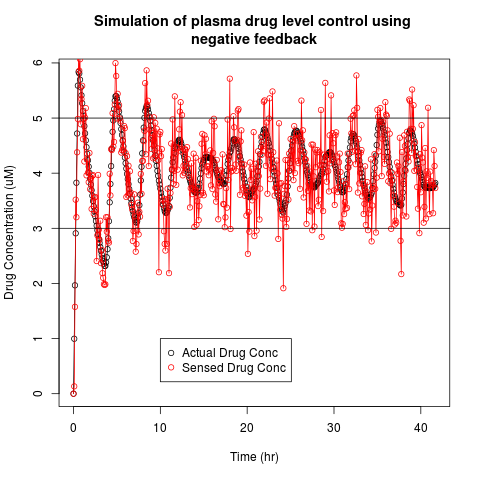 Simulation of plasma drug level control using
negative feedback
Drug Concentration (uM)
6
5
4
3
2
1
0
Actual Drug Conc
Sensed Drug Conc
0 10 20 30 40
Time (hr)